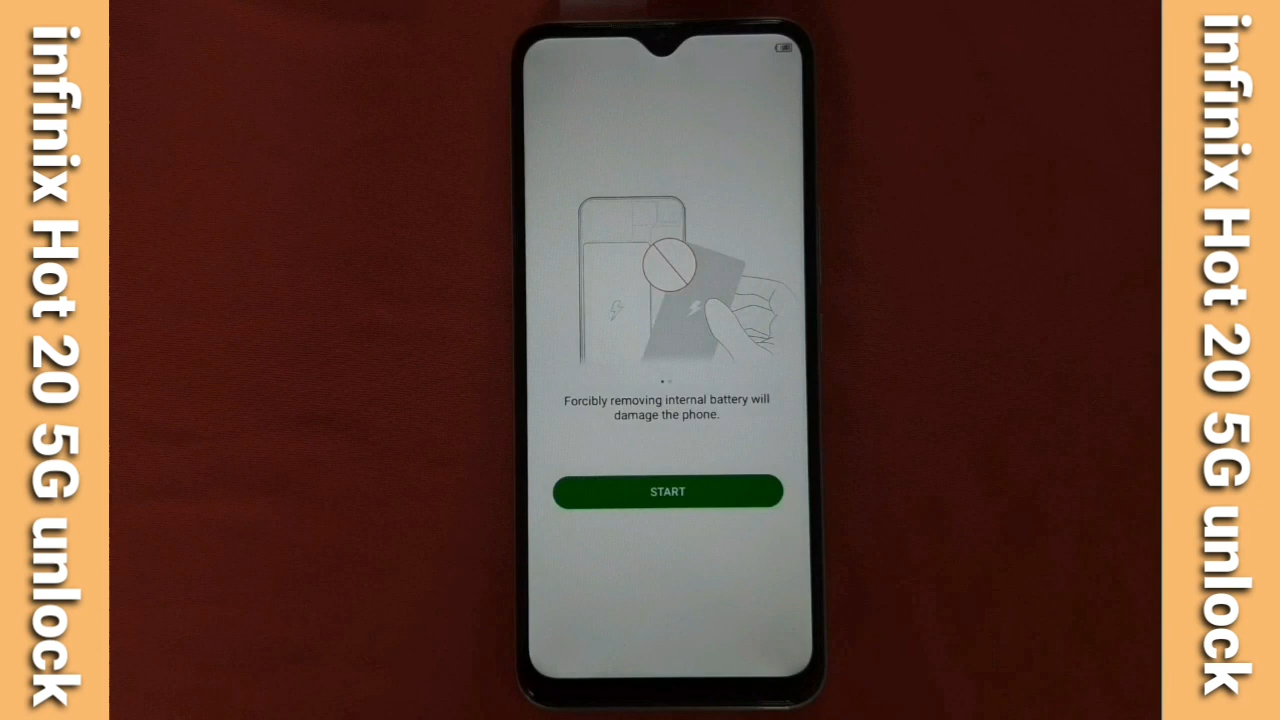 infinix Hot 20 5G unlock
Forcibly removing internal battery will
damage the phone.
START
infinix Hot 20 5G unlock